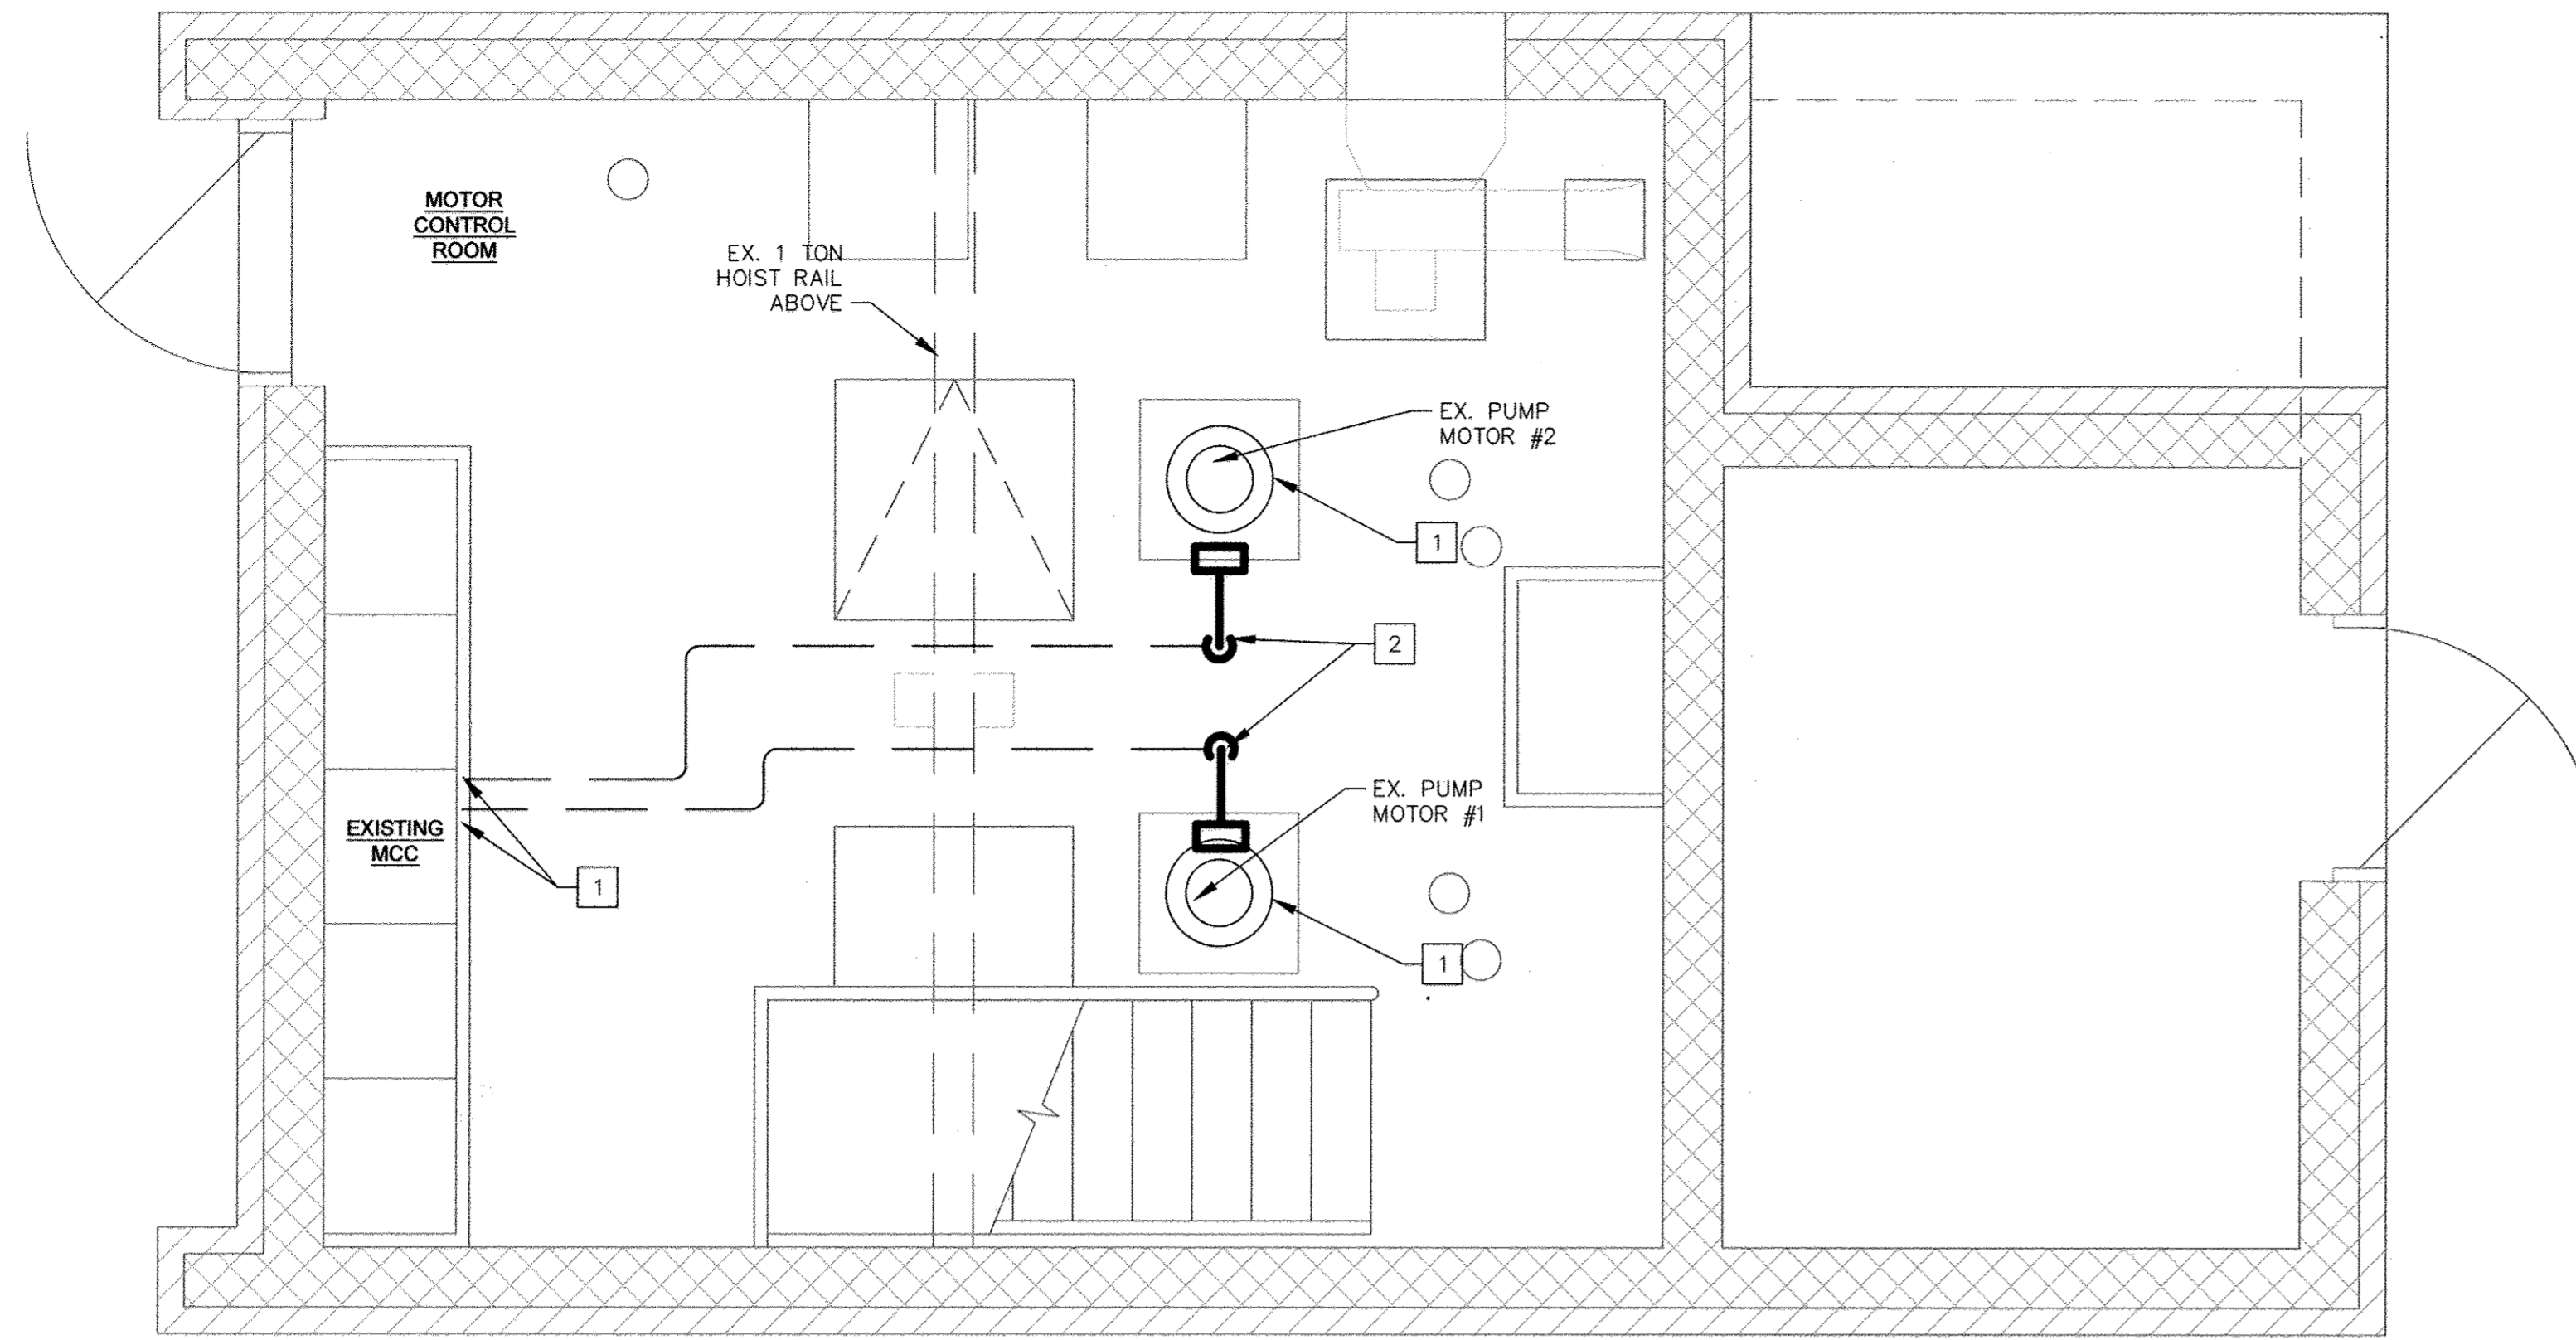 MOTOR
CONTROL
ROOM
EX. 1 TON
HOIST RAIL
ABOVE
EX. PUMP
MOTOR #2
1
2
EX. PUMP
MOTOR #1
EXISTING
MCC
1
1